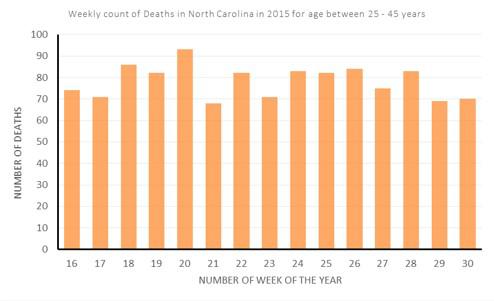 Weekly count of Deaths in North Carolina in 2015 for age between 25 - 45 years
NUMBER OF DEATHS
100
90
80
70
60
50
40
30
20
10
0
16 17 18 19 20 21 22 23 24 25 26 27 28 29 30
NUMBER OF WEEK OF THE YEAR